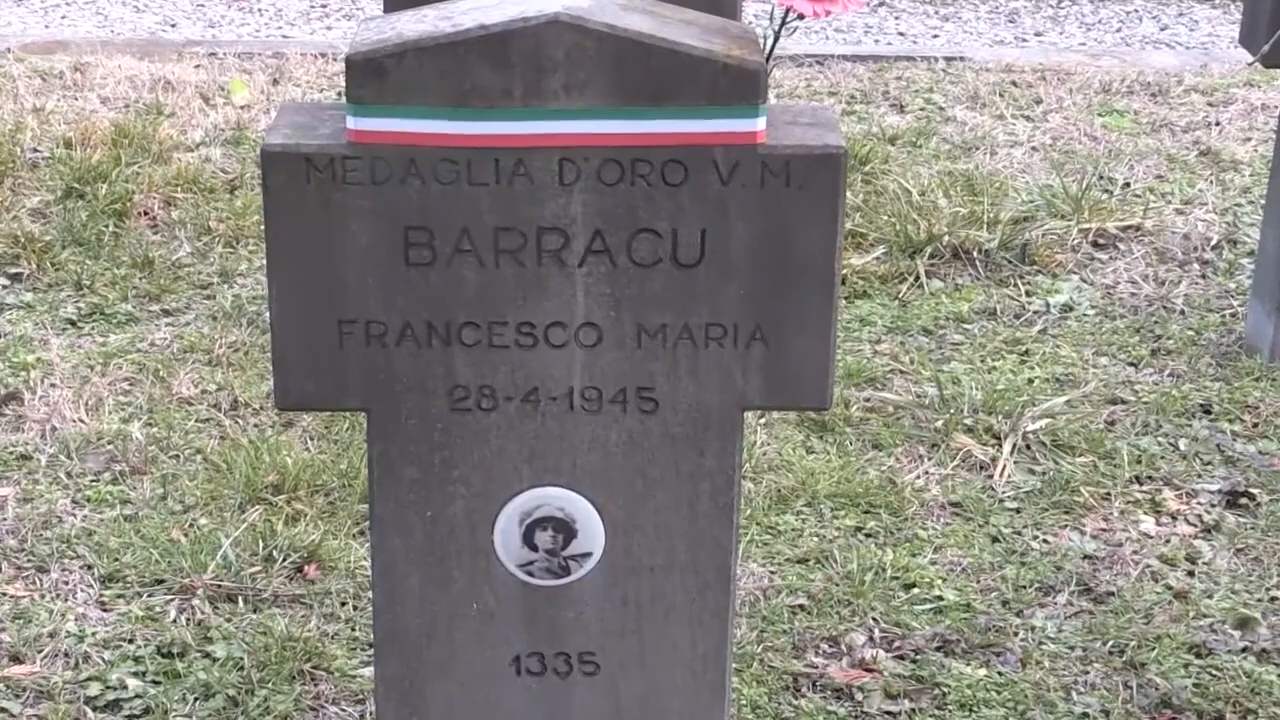 MEDAGLIA D'ORO V.M.
BARRACU
FRANCESCO MARIA
28-4-1945
1335